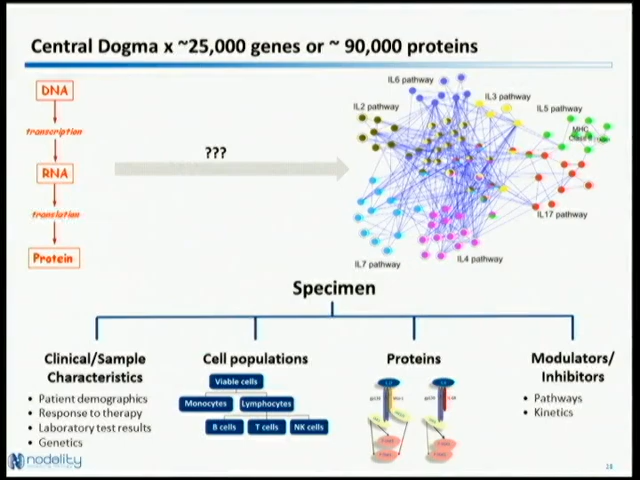 Central Dogma x ~25,000 genes or ~ 90,000 proteins
DNA
transcription
RNA
translation
Protein
???
IL6 pathway
IL3 pathway
IL2 pathway
IL5 pathway
MHC
Class II
IL17 pathway
IL4 pathway
IL7 pathway
Specimen
Clinical/Sample
Characteristics
• Patient demographics
• Response to therapy
• Laboratory test results
• Genetics
Cell populations
Viable cells
Monocytes
Lymphocytes
B cells
T cells
NK cells
Proteins
Modulators/
Inhibitors
• Pathways
• Kinetics
nodality